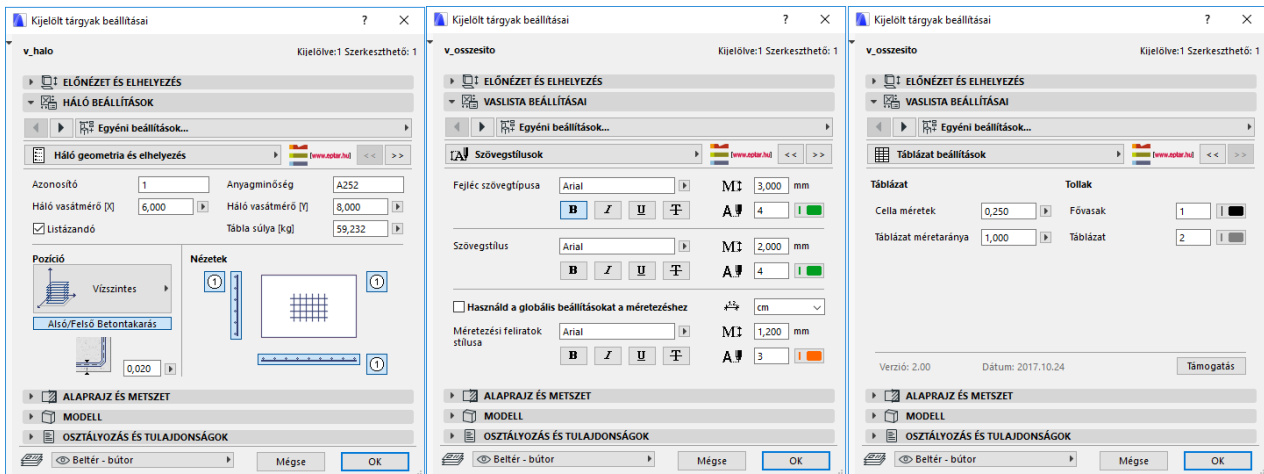 Kijelölt tárgyak beállításai ? ×
v_halo Kijelölve:1 Szerkeszthető: 1
ELŐNÉZET ÉS ELHELYEZÉS
HÁLÓ BEÁLLÍTÁSOK
Egyéni beállítások...
Háló geometria és elhelyezés [www.eptar.hu] << >>
Azonosító 1 Anyagminőség A252
Háló vasátmérő [X] 6,000 Háló vasátmérő [Y] 8,000
Listázandó Tábla súlya [kg] 59,232
Pozíció Nézetek
1 1
Vízszintes
Alsó/Felső Betontakarás
1
0,020
ALAPRAJZ ÉS METSZET
MODELL
OSZTÁLYOZÁS ÉS TULAJDONSÁGOK
Beltér - bútor Mégse OK
Kijelölt tárgyak beállításai ? ×
v_osszesito Kijelölve:1 Szerkeszthető: 1
ELŐNÉZET ÉS ELHELYEZÉS
VASLISTA BEÁLLÍTÁSAI
Egyéni beállítások...
Szövegstílusok [www.eptar.hu] << >>
Fejléc szövegtípusa Arial M 3,000 mm
B I U T A 4
Szövegstílus Arial M 2,000 mm
B I U T A 4
Használd a globális beállításokat a méretezéshez 1.2 cm
Méretezési feliratok stílusa Arial M 1,200 mm
B I U T A 3
ALAPRAJZ ÉS METSZET
MODELL
OSZTÁLYOZÁS ÉS TULAJDONSÁGOK
Beltér - bútor Mégse OK
Kijelölt tárgyak beállításai ? ×
v_osszesito Kijelölve:1 Szerkeszthető: 1
ELŐNÉZET ÉS ELHELYEZÉS
VASLISTA BEÁLLÍTÁSAI
Egyéni beállítások...
Táblázat beállítások [www.eptar.hu] << >>
Táblázat Tollak
Cella méretek 0,250 Fővasak 1
Táblázat méretaránya 1,000 Táblázat 2
Verzió: 2.00 Dátum: 2017.10.24 Támogatás
ALAPRAJZ ÉS METSZET
MODELL
OSZTÁLYOZÁS ÉS TULAJDONSÁGOK
Beltér - bútor Mégse OK